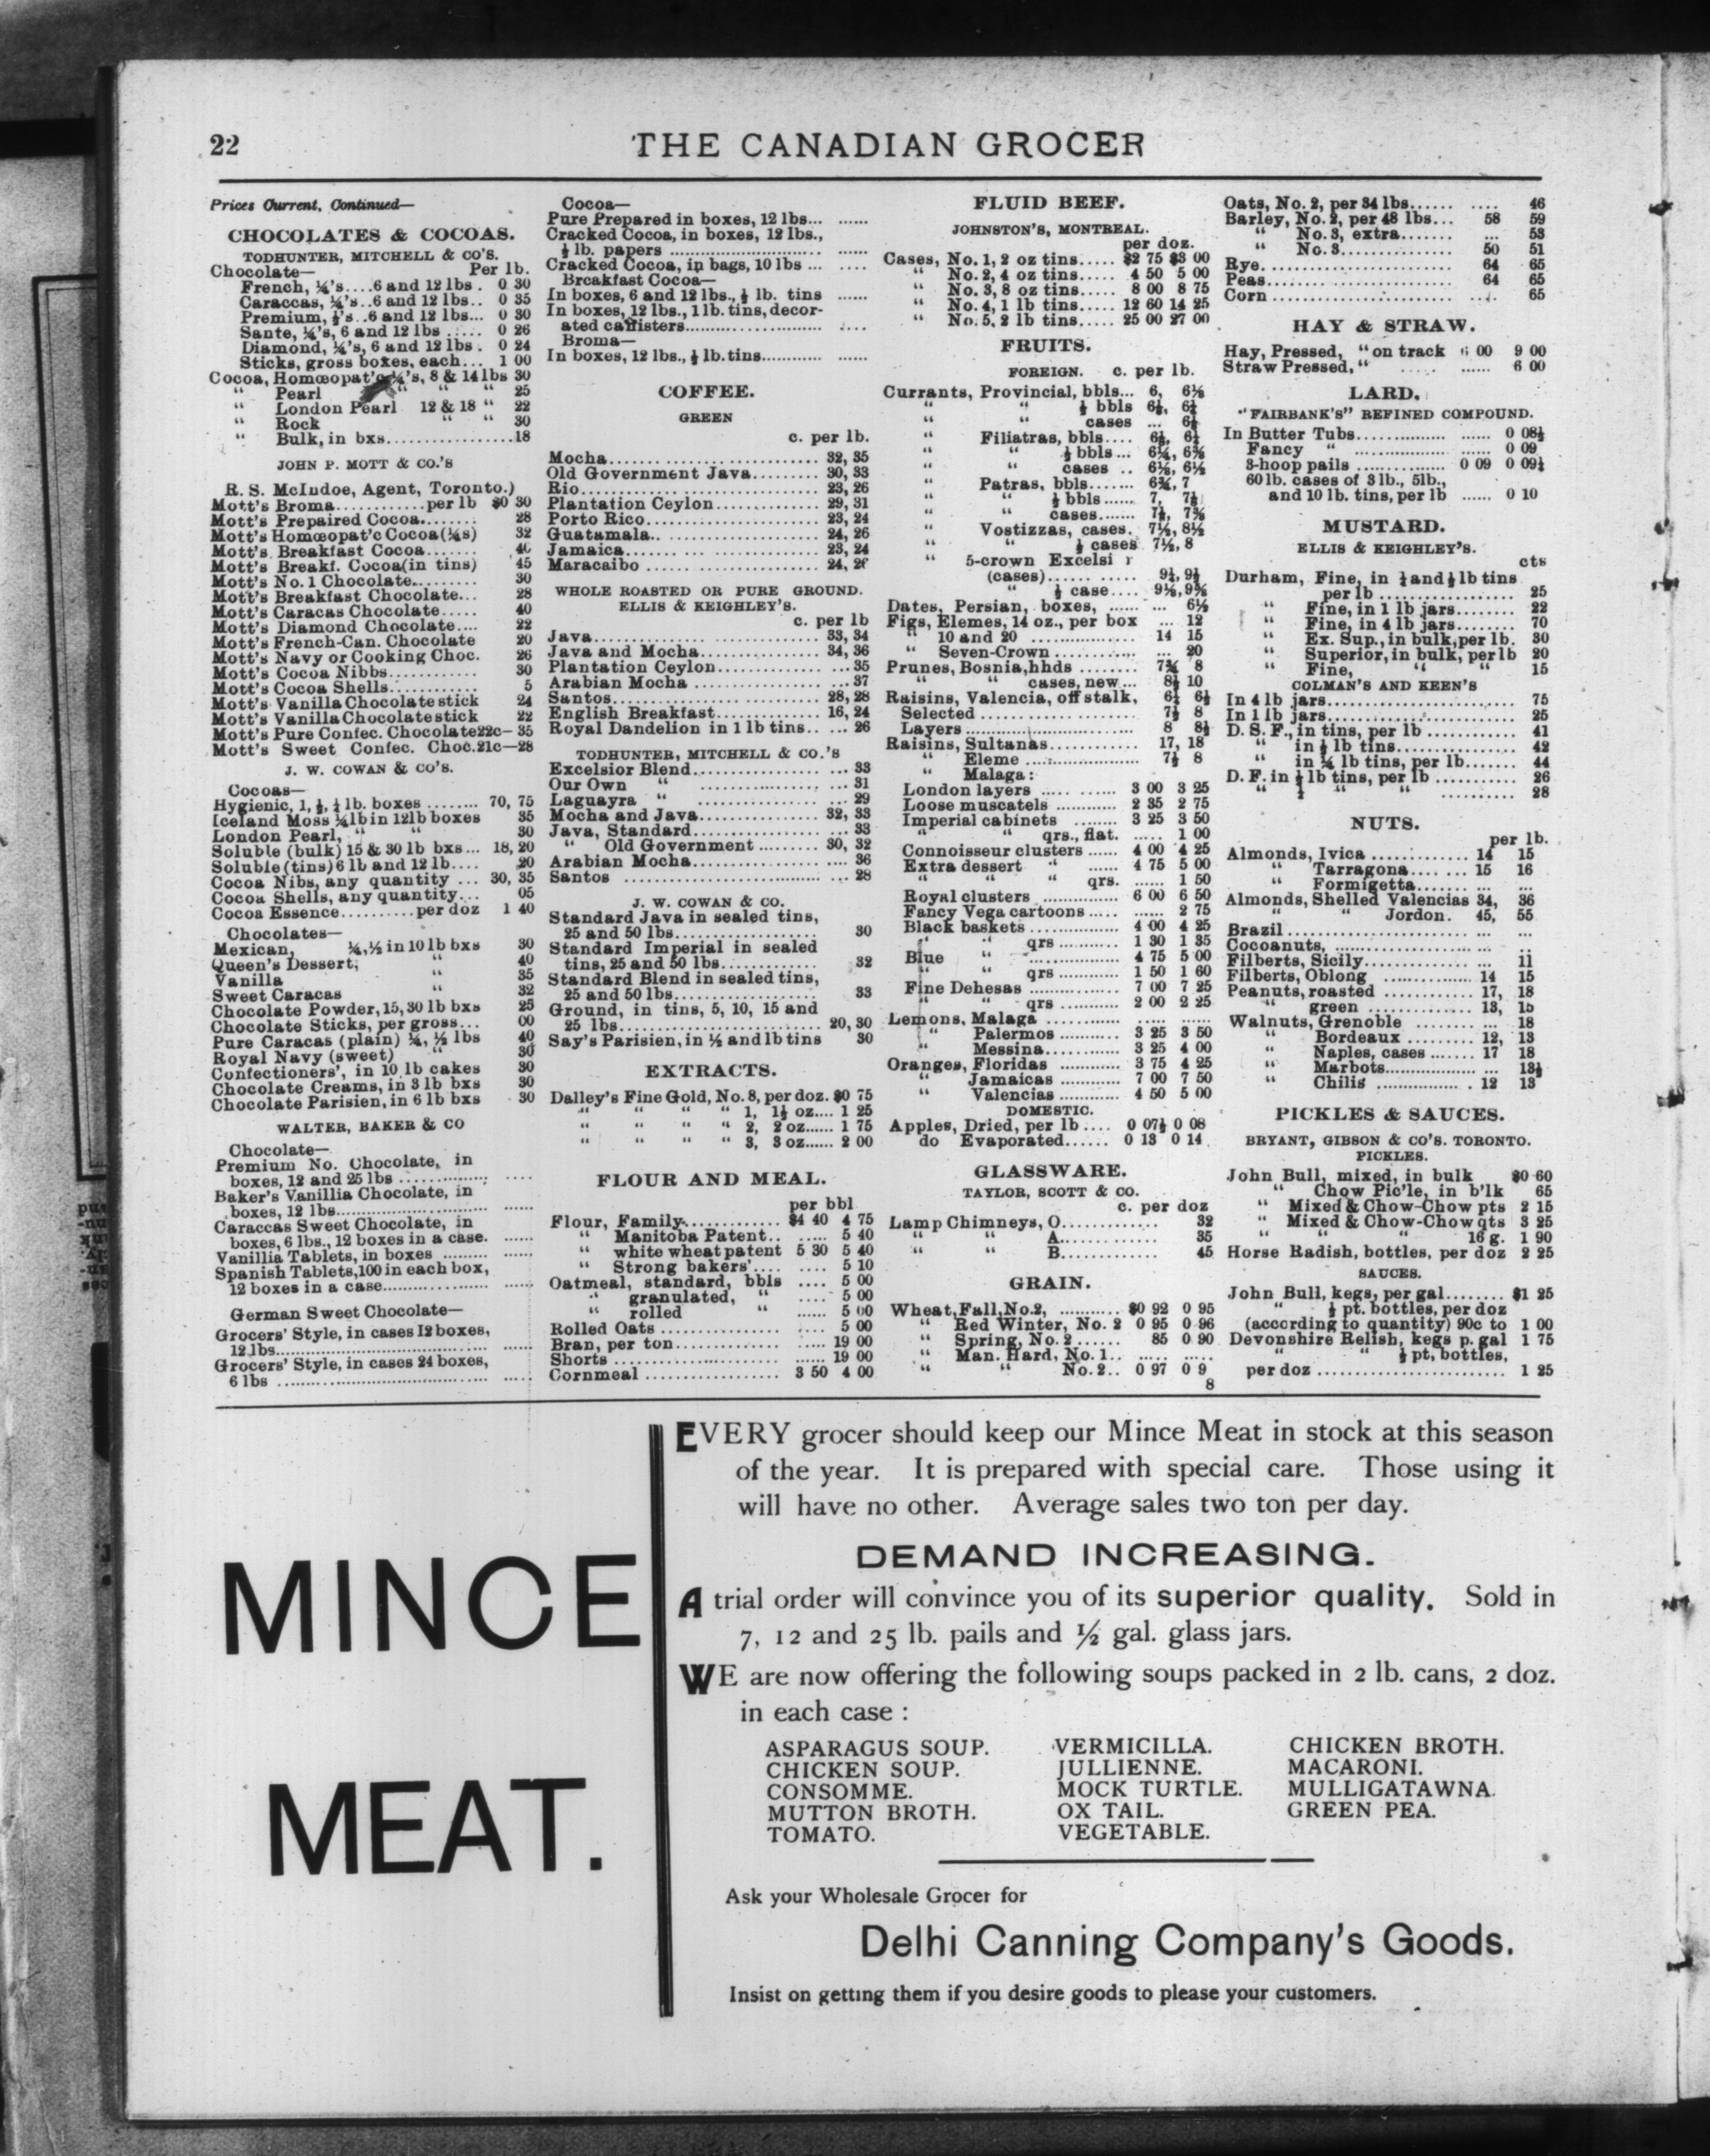 22
THE CANADIAN GROCER
Prices Current, Continued—
CHOCOLATES & COCOAS.
TODHUNTER, MITCHELL & CO'S.
Chocolate— Per lb.
French, ¼'s....6 and 12 lbs. 0 30
Caraccas, ¼'s..6 and 12 lbs.. 0 35
Premium, ½'s..6 and 12 lbs... 0 30
Sante, ¼'s, 6 and 12 lbs ..... 0 26
Diamond, ¼'s, 6 and 12 lbs. 0 24
Sticks, gross boxes, each... 1 00
Cocoa, Homœopat'c ¼'s, 8 & 14 lbs 30
" Pearl " " 25
" London Pearl 12 & 18 " 22
" Rock " " 30
" Bulk, in bxs................18
JOHN P. MOTT & CO.'S
R. S. McIndoe, Agent, Toronto.)
Mott's Broma............per lb $0 30
Mott's Prepaired Cocoa....... 28
Mott's Homœopat'c Cocoa (¼s) 32
Mott's Breakfast Cocoa....... 40
Mott's Breakf. Cocoa (in tins) 45
Mott's No. 1 Chocolate......... 30
Mott's Breakfast Chocolate... 28
Mott's Caracas Chocolate..... 40
Mott's Diamond Chocolate.... 22
Mott's French-Can. Chocolate 20
Mott's Navy or Cooking Choc. 26
Mott's Cocoa Nibbs............ 30
Mott's Cocoa Shells............ 5
Mott's Vanilla Chocolate stick 24
Mott's Vanilla Chocolate stick 22
Mott's Pure Confec. Chocolate 22c—35
Mott's Sweet Confec. Choc. 21c—28
J. W. COWAN & CO'S.
Cocoas—
Hygienic, 1, ½, ¼ lb. boxes ........ 70, 75
Iceland Moss ¼ lb in 12 lb boxes 35
London Pearl, " " 30
Soluble (bulk) 15 & 30 lb bxs... 18, 20
Soluble (tins) 6 lb and 12 lb.... 20
Cocoa Nibs, any quantity ... 30, 35
Cocoa Shells, any quantity... 05
Cocoa Essence..........per doz 1 40
Chocolates—
Mexican, ¼, ½ in 10 lb bxs 30
Queen's Dessert, " 40
Vanilla " 35
Sweet Caracas " 32
Chocolate Powder, 15, 30 lb bxs 25
Chocolate Sticks, per gross... 00
Pure Caracas (plain) ¼, ½ lbs 40
Royal Navy (sweet) " 30
Confectioners', in 10 lb cakes 30
Chocolate Creams, in 3 lb bxs 30
Chocolate Parisien, in 6 lb bxs 30
WALTER, BAKER & CO
Chocolate—
Premium No. Chocolate, in
boxes, 12 and 25 lbs ................ ....
Baker's Vanillia Chocolate, in
boxes, 12 lbs............................ ......
Caraccas Sweet Chocolate, in
boxes, 6 lbs., 12 boxes in a case. ......
Vanillia Tablets, in boxes ......... ......
Spanish Tablets, 100 in each box,
12 boxes in a case.................... ......
German Sweet Chocolate—
Grocers' Style, in cases 12 boxes,
12 lbs....................................... ......
Grocers' Style, in cases 24 boxes,
6 lbs ....................................... .....
Cocoa—
Pure Prepared in boxes, 12 lbs... ......
Cracked Cocoa, in boxes, 12 lbs.,
½ lb. papers ............................ ......
Cracked Cocoa, in bags, 10 lbs ... ....
Breakfast Cocoa—
In boxes, 6 and 12 lbs., ½ lb. tins ......
In boxes, 12 lbs., 1 lb. tins, decor-
ated canisters......................... ....
Broma—
In boxes, 12 lbs., ½ lb. tins............ ......
COFFEE.
GREEN
c. per lb.
Mocha............................ 32, 35
Old Government Java......... 30, 33
Rio................................ 23, 26
Plantation Ceylon.............. 29, 31
Porto Rico........................ 23, 24
Guatamala........................ 24, 26
Jamaica........................... 23, 24
Maracaibo ........................ 24, 26
WHOLE ROASTED OR PURE GROUND.
ELLIS & KEIGHLEY'S.
c. per lb
Java............................... 33, 34
Java and Mocha................. 34, 36
Plantation Ceylon.............. ...35
Arabian Mocha .................. ...37
Santos............................. 28, 28
English Breakfast.............. 16, 24
Royal Dandelion in 1 lb tins.. ... 26
TODHUNTER, MITCHELL & CO.'S
Excelsior Blend.................. ... 33
Our Own " .................. ... 31
Laguayra " .................. ... 29
Mocha and Java.................. 32, 33
Java, Standard.................. ... 33
" Old Government ......... 30, 32
Arabian Mocha.................. .... 36
Santos ........................... ... 28
J. W. COWAN & CO.
Standard Java in sealed tins,
25 and 50 lbs.................. 30
Standard Imperial in sealed
tins, 25 and 50 lbs............. 32
Standard Blend in sealed tins,
25 and 50 lbs.................. 33
Ground, in tins, 5, 10, 15 and
25 lbs........................... 20, 30
Say's Parisien, in ½ and lb tins 30
EXTRACTS.
Dalley's Fine Gold, No. 8, per doz. $0 75
" " " " 1, 1½ oz.... 1 25
" " " " 2, 2 oz...... 1 75
" " " " 3, 3 oz...... 2 00
FLOUR AND MEAL.
per bbl
Flour, Family............. $4 40 4 75
" Manitoba Patent.. ..... 5 40
" white wheat patent 5 30 5 40
" Strong bakers'.... .... 5 10
Oatmeal, standard, bbls .... 5 00
" granulated, " .... 5 00
" rolled " ...... 5 00
Rolled Oats ................ .... 5 00
Bran, per ton.............. ..... 19 00
Shorts ....................... ...... 19 00
Cornmeal .................. 3 50 4 00
FLUID BEEF.
JOHNSTON'S, MONTREAL.
per doz.
Cases, No. 1, 2 oz tins..... $2 75 $3 00
" No. 2, 4 oz tins..... 4 50 5 00
" No. 3, 8 oz tins..... 8 00 8 75
" No. 4, 1 lb tins..... 12 60 14 25
" No. 5, 2 lb tins..... 25 00 27 00
FRUITS.
FOREIGN. c. per lb.
Currants, Provincial, bbls... 6,
" " ½ bbls
" " cases ...
" Filiatras, bbls....
" " ½ bbls...
" " cases ..
" Patras, bbls....... 6¾, 7
" " ½ bbls...... 7,
" " cases.......
" Vostizzas, cases. 7½, 8½
" " ½ cases 7½, 8
" 5-crown Excelsi r
(cases)...... .....
" ½ case....
Dates, Persian, boxes, ...... ... 6½
Figs, Elemes, 14 oz., per box ... 12
" 10 and 20 ............... 14 15
" Seven-Crown ........... ... 20
Prunes, Bosnia, hhds ........ 7¾ 8
" " cases, new... 8½ 10
Raisins, Valencia, off stalk,
Selected .................... 7½ 8
Layers ........................ 8 8½
Raisins, Sultanas............ 17, 18
" Eleme .................. 7½ 8
" Malaga:
London layers ..... ...... 3 00 3 25
Loose muscatels ............ 2 35 2 75
Imperial cabinets ........ 3 25 3 50
" " qrs., flat. ..... 1 00
Connoisseur clusters ...... 4 00 4 25
Extra dessert " ...... 4 75 5 00
" " " qrs. ...... 1 50
Royal clusters ............... 6 00 6 50
Fancy Vega cartoons..... ...... 2 75
Black baskets ............... 4 00 4 25
" " qrs........... 1 30 1 35
Blue " .................. 4 75 5 00
" " qrs............ 1 50 1 60
Fine Dehesas ................ 7 00 7 25
" " qrs ........... 2 00 2 25
Lemons, Malaga ............. ...... ......
" Palermos ........... 3 25 3 50
" Messina............. 3 25 4 00
Oranges, Floridas ............ 3 75 4 25
" Jamaicas ............ 7 00 7 50
" Valencias ............ 4 50 5 00
DOMESTIC.
Apples, Dried, per lb .... 0 07½ 0 08
do Evaporated...... 0 13 0 14
GLASSWARE.
TAYLOR, SCOTT & CO.
c. per doz
Lamp Chimneys, O............. 32
" " A............. 35
" " B............. 45
GRAIN.
Wheat, Fall, No. 2, ........... $0 92 0 95
" Red Winter, No. 2 0 95 0 96
" Spring, No. 2...... 85 0 90
" Man. Hard, No. 1.. ..... .....
" " No. 2.. 0 97 0 9
8
Oats, No. 2, per 34 lbs...... .... 46
Barley, No. 2, per 48 lbs... 58 59
" No. 3, extra....... ... 53
" No. 3.............. 50 51
Rye.......................... 64 65
Peas......................... 64 65
Corn ......................... .... 65
HAY & STRAW.
Hay, Pressed, "on track 6 00 9 00
Straw Pressed, " ..... ...... 6 00
LARD.
"FAIRBANK'S" REFINED COMPOUND.
In Butter Tubs................ ...... 0 08½
Fancy " ..................... ...... 0 09
3-hoop pails ............... 0 09 0 09½
60 lb. cases of 3 lb., 5lb.,
and 10 lb. tins, per lb ...... 0 10
MUSTARD.
ELLIS & KEIGHLEY'S.
cts
Durham, Fine, in ¼ and ½ lb tins
per lb .................. 25
" Fine, in 1 lb jars........ 22
" Fine, in 4 lb jars........ 70
" Ex. Sup., in bulk, per lb. 30
" Superior, in bulk, per lb 20
" Fine, " " 15
COLMAN'S AND KEEN'S
In 4 lb jars......................... 75
In 1 lb jars......................... 25
D. S. F., in tins, per lb ............ 41
" in ½ lb tins................ 42
" in ¼ lb tins, per lb....... 44
D. F. in ½ lb tins, per lb ........... 26
" ¼ " " .......... 28
NUTS.
per lb.
Almonds, Ivica ............. 14 15
" Tarragona.... ... 15 16
" Formigetta....... ... ...
Almonds, Shelled Valencias 34, 36
" " Jordon. 45, 55
Brazil ........................ ... ...
Cocoanuts, ..................... ...
Filberts, Sicily................. ... 11
Filberts, Oblong .............. 14 15
Peanuts, roasted ............ 17, 18
" green .............. 13, 15
Walnuts, Grenoble ........ ... 18
" Bordeaux ......... 12, 13
" Naples, cases ....... 17 18
" Marbots.................. ... 13½
" Chilis .............. 12 13
PICKLES & SAUCES.
BRYANT, GIBSON & CO'S. TORONTO.
PICKLES.
John Bull, mixed, in bulk $0 60
" Chow Pic'le, in b'lk 65
" Mixed & Chow-Chow pts 2 15
" Mixed & Chow-Chow qts 3 25
" " " " 16 g. 1 90
Horse Radish, bottles, per doz 2 25
SAUCES.
John Bull, kegs, per gal........ $1 25
" ½ pt. bottles, per doz
(according to quantity) 90c to 1 00
Devonshire Relish, kegs p. gal 1 75
" " ½ pt, bottles,
per doz .......................... 1 25
MINCE
MEAT.
EVERY grocer should keep our Mince Meat in stock at this season
of the year. It is prepared with special care. Those using it
will have no other. Average sales two ton per day.
DEMAND INCREASING.
A trial order will convince you of its superior quality. Sold in
7, 12 and 25 lb. pails and ½ gal. glass jars.
WE are now offering the following soups packed in 2 lb. cans, 2 doz.
in each case :
ASPARAGUS SOUP. VERMICILLA. CHICKEN BROTH.
CHICKEN SOUP. JULLIENNE. MACARONI.
CONSOMME. MOCK TURTLE. MULLIGATAWNA.
MUTTON BROTH. OX TAIL. GREEN PEA.
TOMATO. VEGETABLE.
Ask your Wholesale Grocer for
Delhi Canning Company's Goods.
Insist on getting them if you desire goods to please your customers.